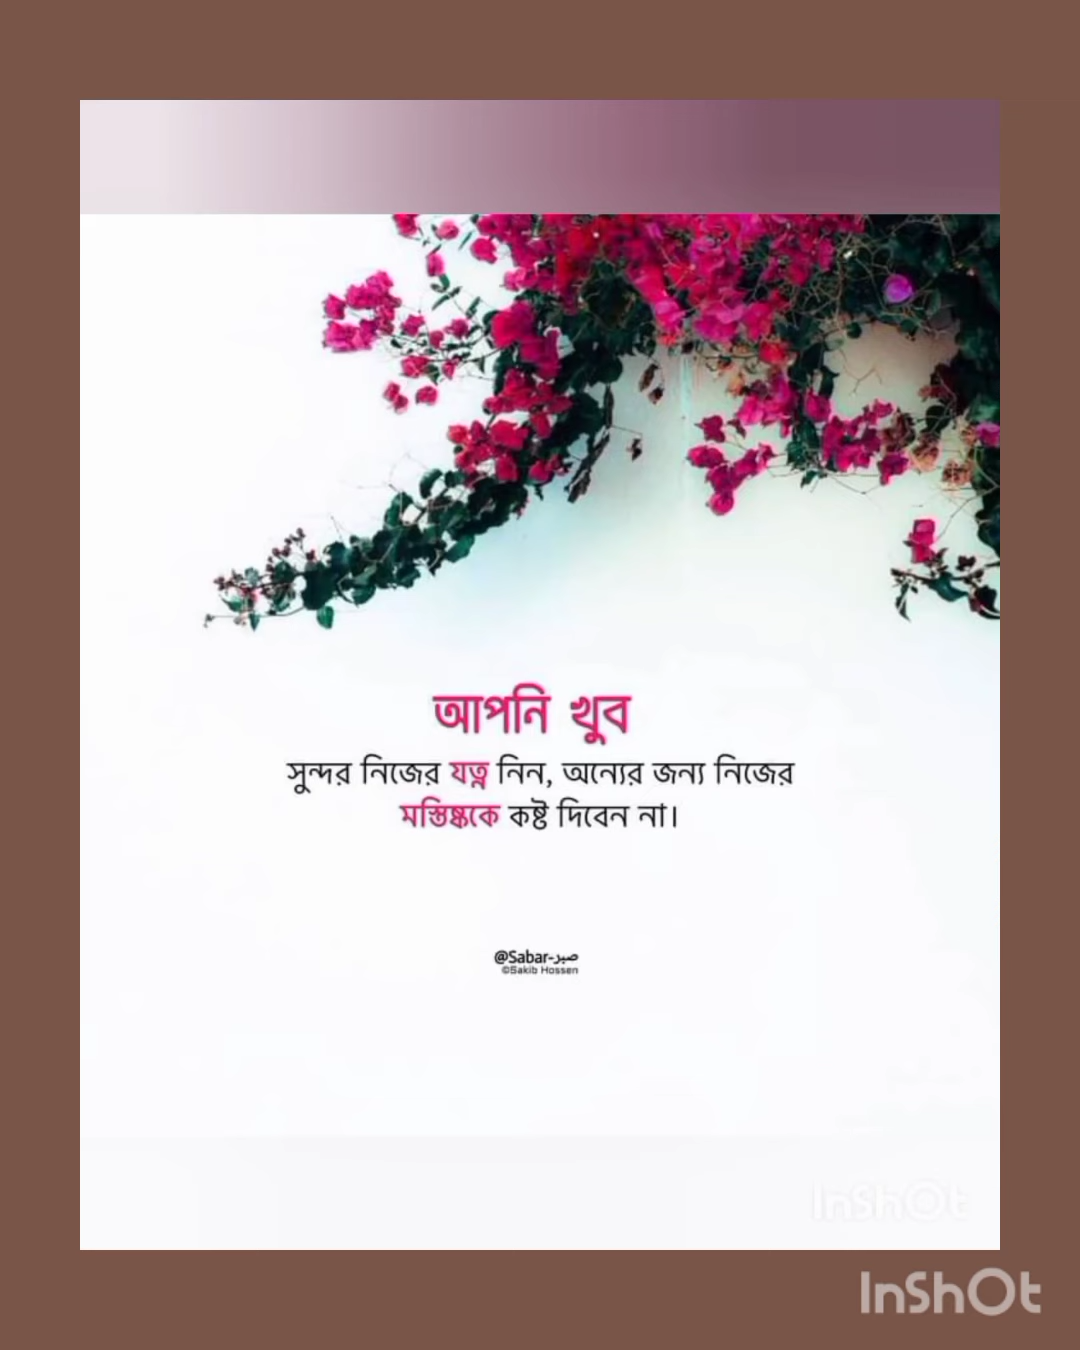 আপনি খুব
সুন্দর নিজের যত্ন নিন, অন্যের জন্য নিজের
মস্তিষ্ককে কষ্ট দিবেন না।
@Sabar-صبر
©Sakib Hossen
InShOt
InShOt